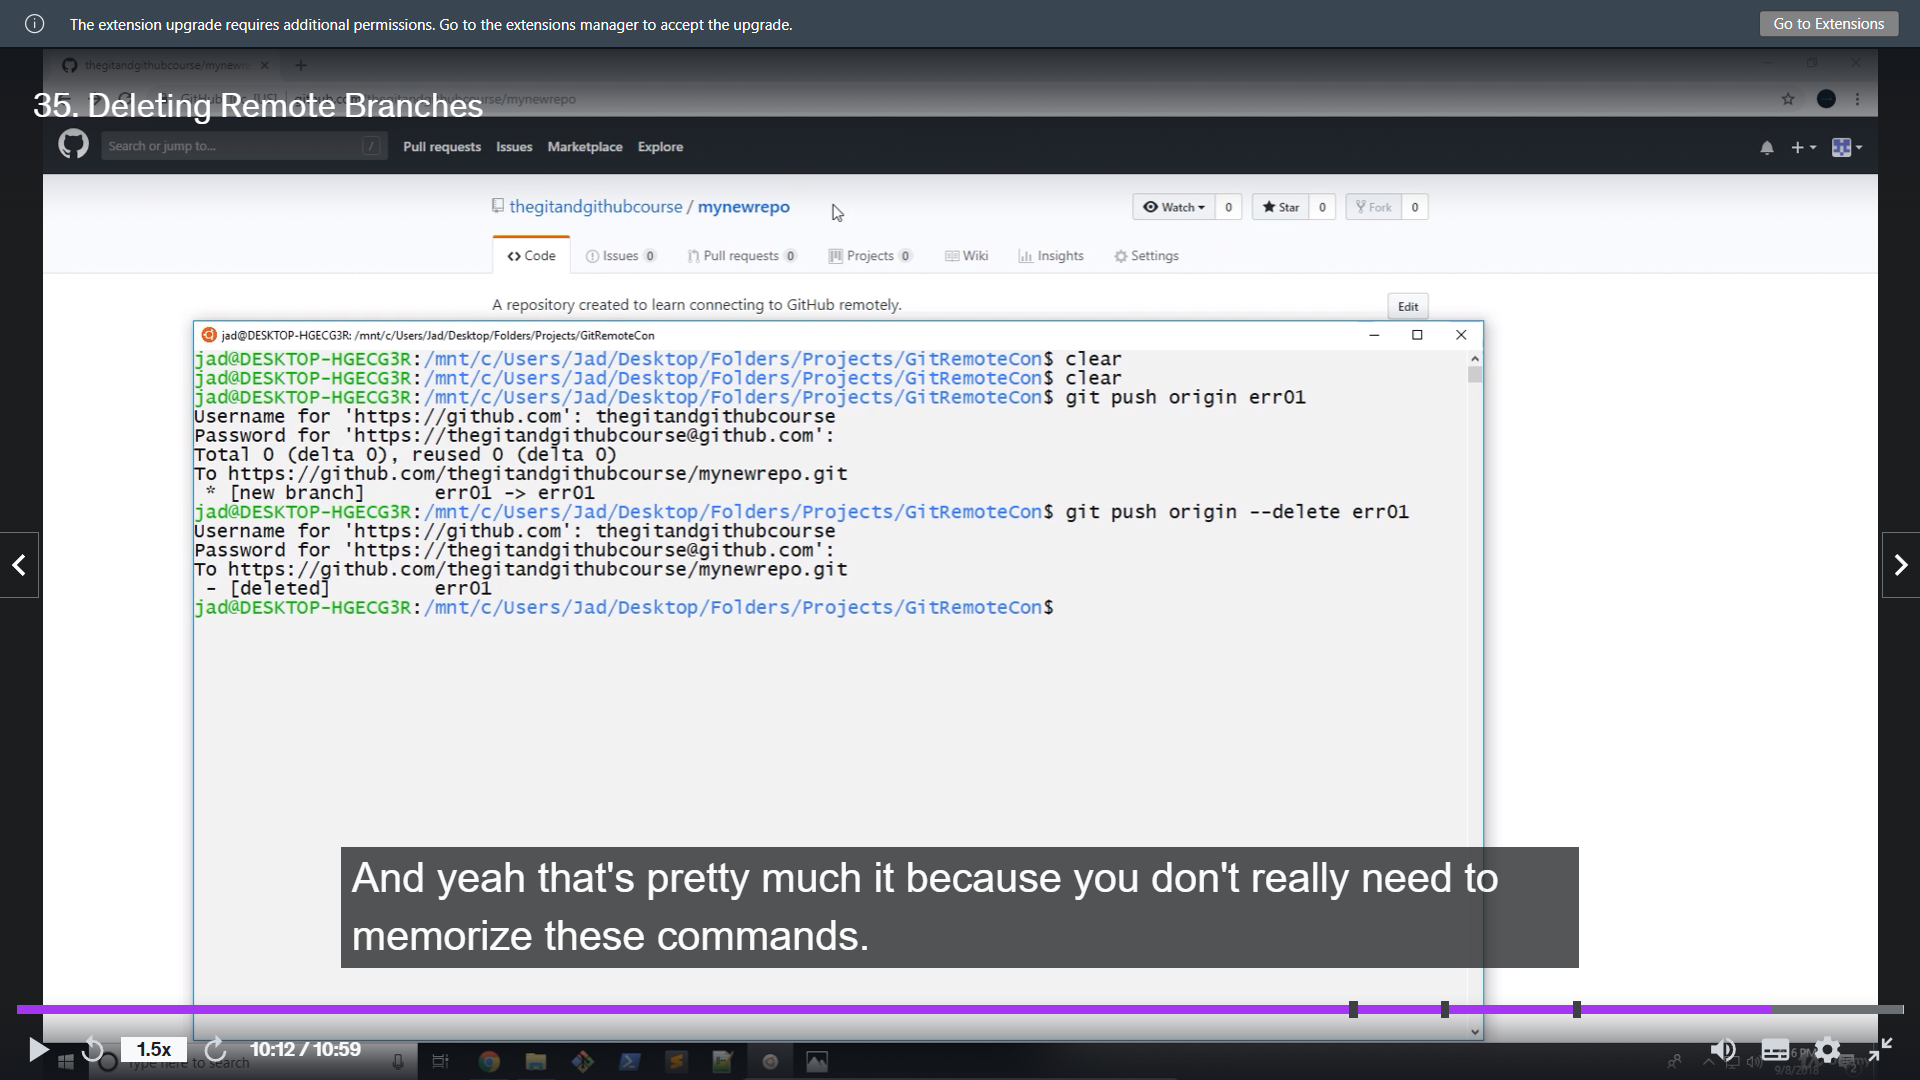 The extension upgrade requires additional permissions. Go to the extensions manager to accept the upgrade.
Go to Extensions
thegitandgithubcourse/mynewre
35. Deleting Remote Branches
Search or jump to...
/
Pull requests
Issues
Marketplace
Explore
thegitandgithubcourse / mynewrepo
Watch
0
Star
0
Fork
0
Code
Issues 0
Pull requests 0
Projects 0
Wiki
Insights
Settings
A repository created to learn connecting to GitHub remotely.
Edit
jad@DESKTOP-HGECG3R: /mnt/c/Users/Jad/Desktop/Folders/Projects/GitRemoteCon
jad@DESKTOP-HGECG3R:/mnt/c/Users/Jad/Desktop/Folders/Projects/GitRemoteCon$ clear
jad@DESKTOP-HGECG3R:/mnt/c/Users/Jad/Desktop/Folders/Projects/GitRemoteCon$ clear
jad@DESKTOP-HGECG3R:/mnt/c/Users/Jad/Desktop/Folders/Projects/GitRemoteCon$ git push origin err01
Username for 'https://github.com': thegitandgithubcourse
Password for 'https://thegitandgithubcourse@github.com':
Total 0 (delta 0), reused 0 (delta 0)
To https://github.com/thegitandgithubcourse/mynewrepo.git
* [new branch] err01 -> err01
jad@DESKTOP-HGECG3R:/mnt/c/Users/Jad/Desktop/Folders/Projects/GitRemoteCon$ git push origin --delete err01
Username for 'https://github.com': thegitandgithubcourse
Password for 'https://thegitandgithubcourse@github.com':
To https://github.com/thegitandgithubcourse/mynewrepo.git
- [deleted] err01
jad@DESKTOP-HGECG3R:/mnt/c/Users/Jad/Desktop/Folders/Projects/GitRemoteCon$
And yeah that's pretty much it because you don't really need to
memorize these commands.
1.5x
10:12 / 10:59
Type here to search
9/8/2018